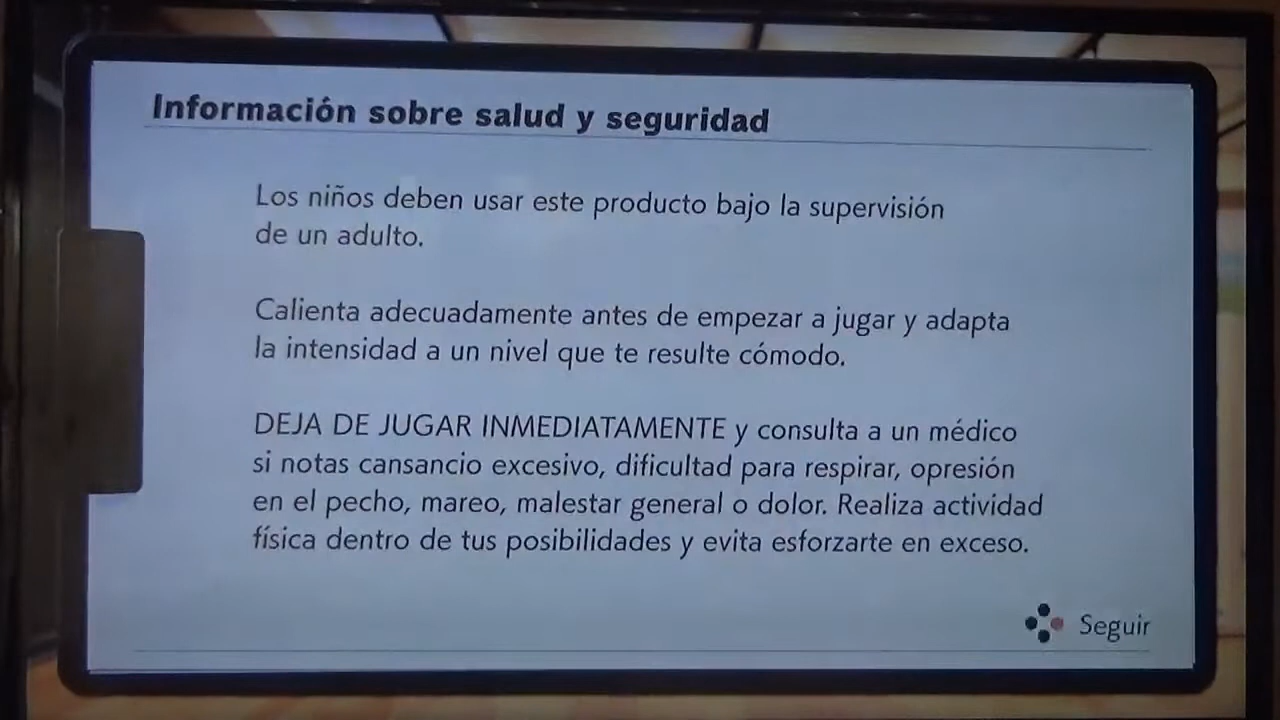 Información sobre salud y seguridad
Los niños deben usar este producto bajo la supervisión
de un adulto.
Calienta adecuadamente antes de empezar a jugar y adapta
la intensidad a un nivel que te resulte cómodo.
DEJA DE JUGAR INMEDIATAMENTE y consulta a un médico
si notas cansancio excesivo, dificultad para respirar, opresión
en el pecho, mareo, malestar general o dolor. Realiza actividad
física dentro de tus posibilidades y evita esforzarte en exceso.
Seguir